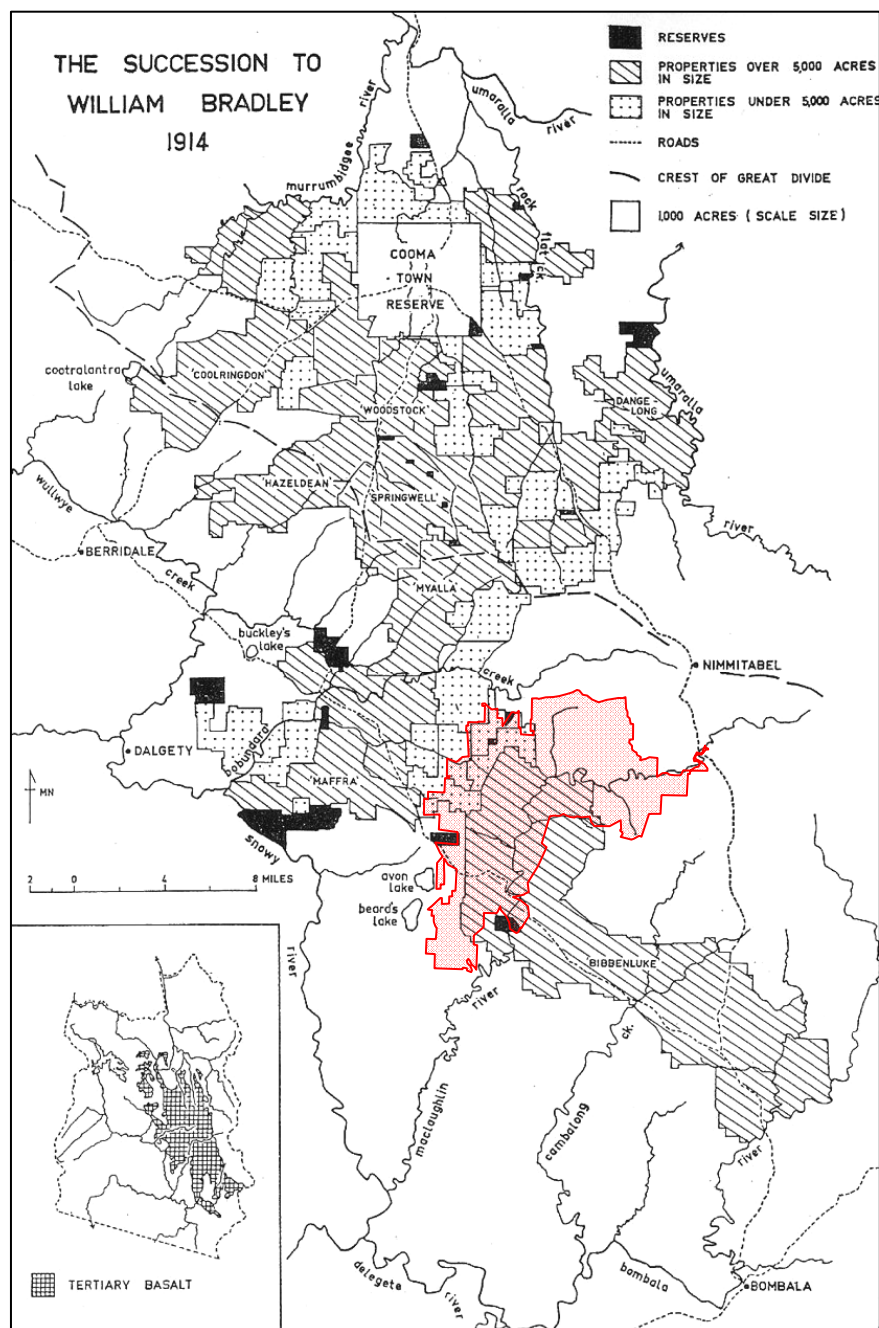 THE SUCCESSION TO
WILLIAM BRADLEY
1914
RESERVES
PROPERTIES OVER 5,000 ACRES
IN SIZE
PROPERTIES UNDER 5,000 ACRES
IN SIZE
ROADS
CREST OF GREAT DIVIDE
1,000 ACRES ( SCALE SIZE )
river
umaralla
river
murrumbidgee
rock
flat
ck.
COOMA
TOWN
RESERVE
cootralantra
lake
'COOLRINGDON'
'WOODSTOCK'
DANGE-
LONG
umaralla
'HAZELDEAN'
'SPRINGWELL'
wullwye
river
BERRIDALE
creek
'MYALLA'
buckley's
lake
creek
NIMMITABEL
DALGETY
bobundara
'MAFFRA'
MN
snowy
2 0 4 8 MILES
avon
lake
beard's
lake
river
'BIBBENLUKE'
river
ck.
maclaughlin
cambalong
river
TERTIARY BASALT
delegete
river
bombala
BOMBALA